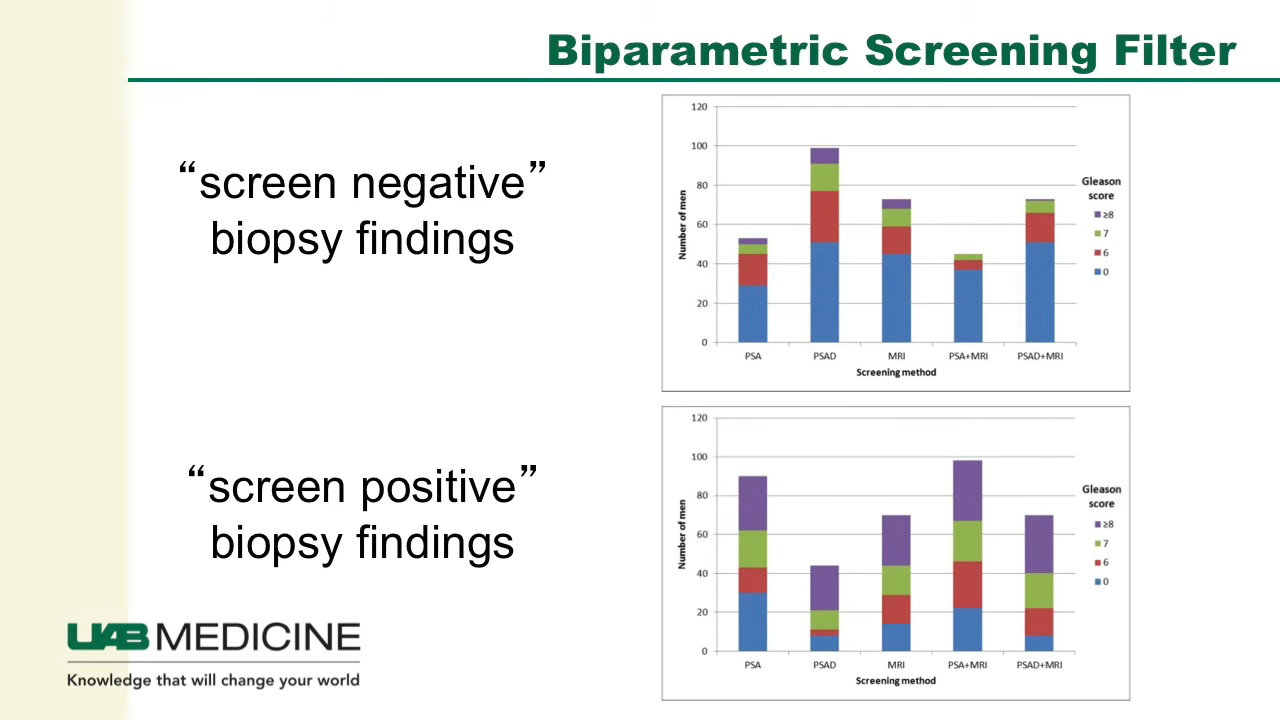 Biparametric Screening Filter
“screen negative”
biopsy findings
120
100
80
60
40
20
0
Number of men
PSA PSAD MRI PSA+MRI PSAD+MRI
Screening method
Gleason
score
≥8
7
6
0
“screen positive”
biopsy findings
120
100
80
60
40
20
0
Number of men
PSA PSAD MRI PSA+MRI PSAD+MRI
Screening method
Gleason
score
≥8
7
6
0
UAB MEDICINE
Knowledge that will change your world